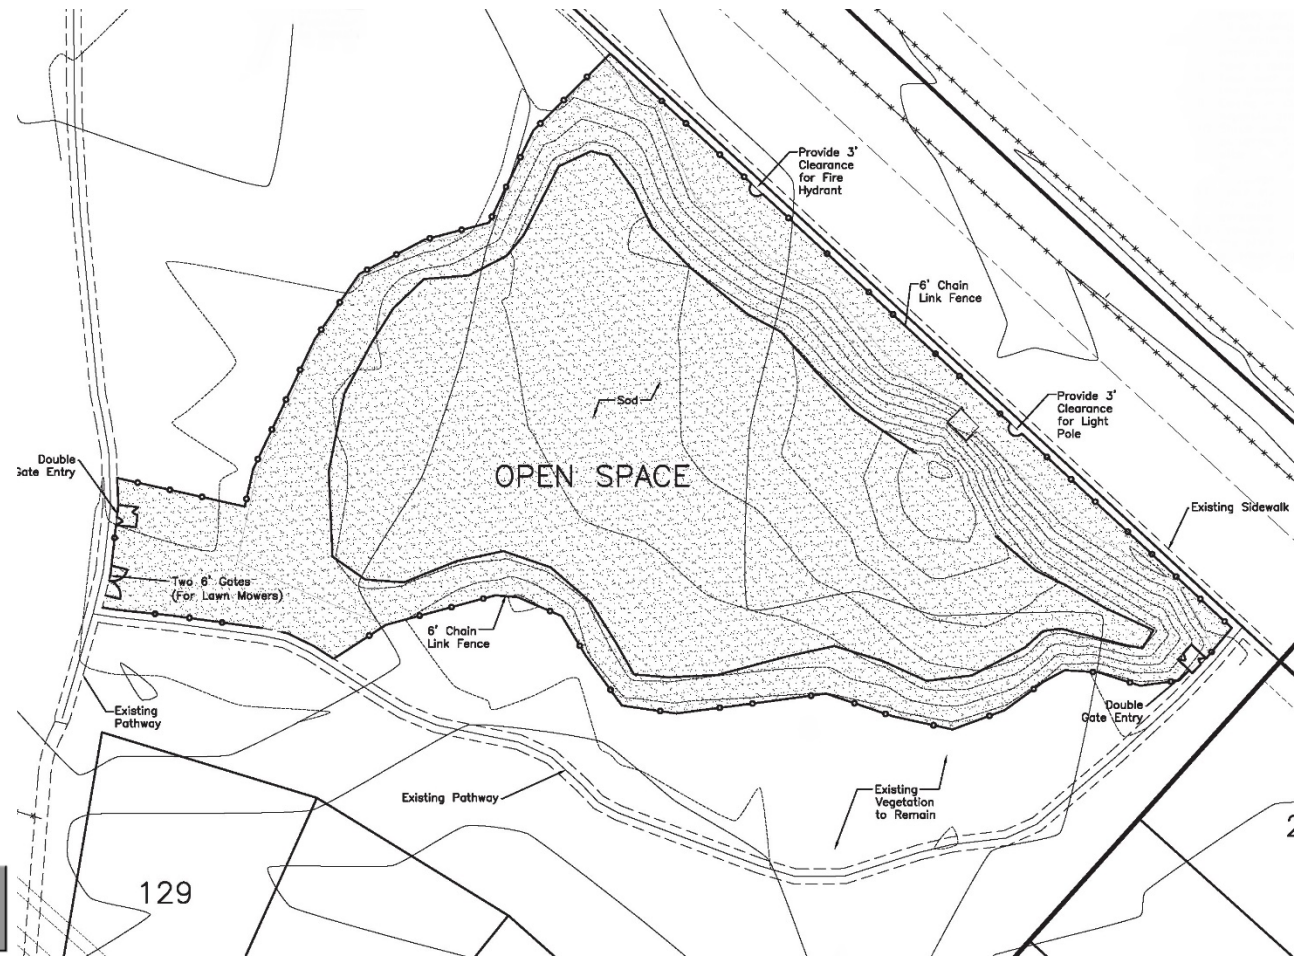 Provide 3'
Clearance
for Fire
Hydrant
6' Chain
Link Fence
Provide 3'
Clearance
for Light
Pole
Sod
OPEN SPACE
Double
Gate Entry
Existing Sidewalk
Two 6' Gates
(For Lawn Mowers)
6' Chain
Link Fence
Existing
Pathway
Double
Gate Entry
Existing Pathway
Existing
Vegetation
to Remain
129
2